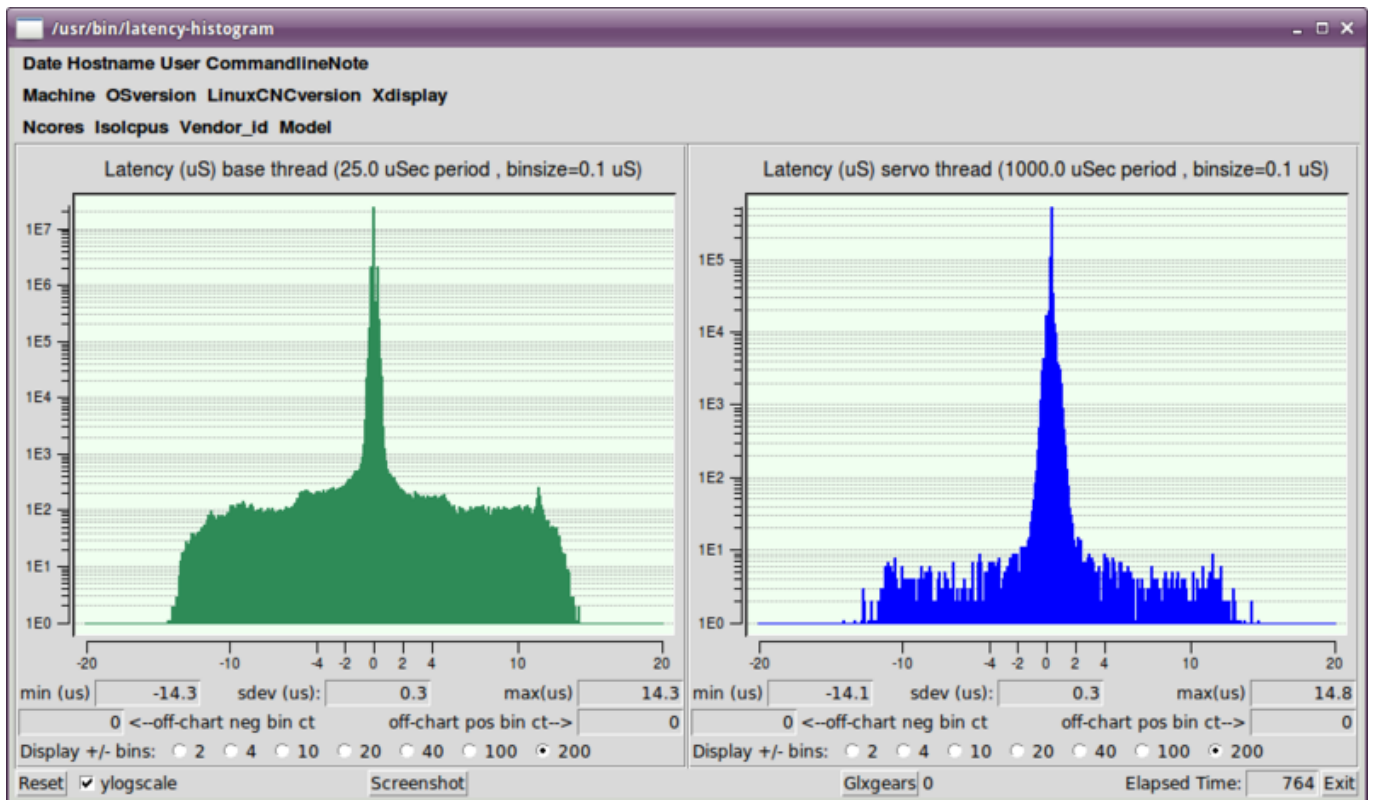 /usr/bin/latency-histogram
Date Hostname User CommandlineNote
Machine OSversion LinuxCNCversion Xdisplay
Ncores Isolcpus Vendor_id Model
Latency (uS) base thread (25.0 uSec period , binsize=0.1 uS)
1E7
1E6
1E5
1E4
1E3
1E2
1E1
1E0
-20 -10 -4 -2 0 2 4 10 20
min (us) -14.3 sdev (us): 0.3 max(us) 14.3
0 <--off-chart neg bin ct off-chart pos bin ct--> 0
Display +/- bins: 2 4 10 20 40 100 200
Latency (uS) servo thread (1000.0 uSec period , binsize=0.1 uS)
1E5
1E4
1E3
1E2
1E1
1E0
-20 -10 -4 -2 0 2 4 10 20
min (us) -14.1 sdev (us): 0.3 max(us) 14.8
0 <--off-chart neg bin ct off-chart pos bin ct--> 0
Display +/- bins: 2 4 10 20 40 100 200
Reset ylogscale Screenshot Glxgears 0 Elapsed Time: 764 Exit